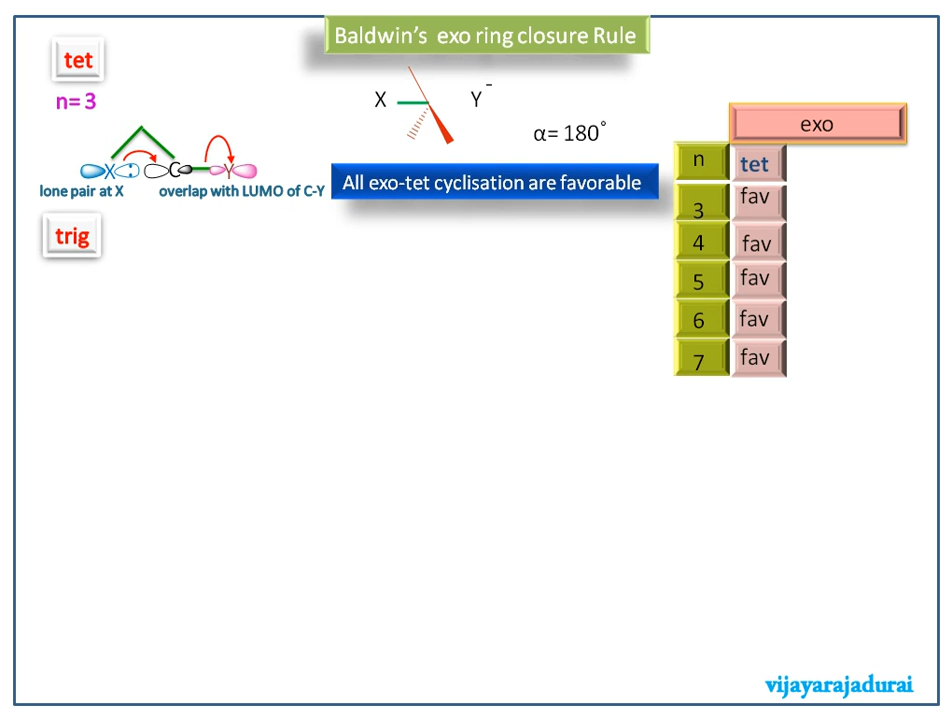 Baldwin's exo ring closure Rule
tet
n= 3
X Y -
α= 180°
X C Y
lone pair at X overlap with LUMO of C-Y
All exo-tet cyclisation are favorable
trig
exo
n tet
3 fav
4 fav
5 fav
6 fav
7 fav
vijayarajadurai